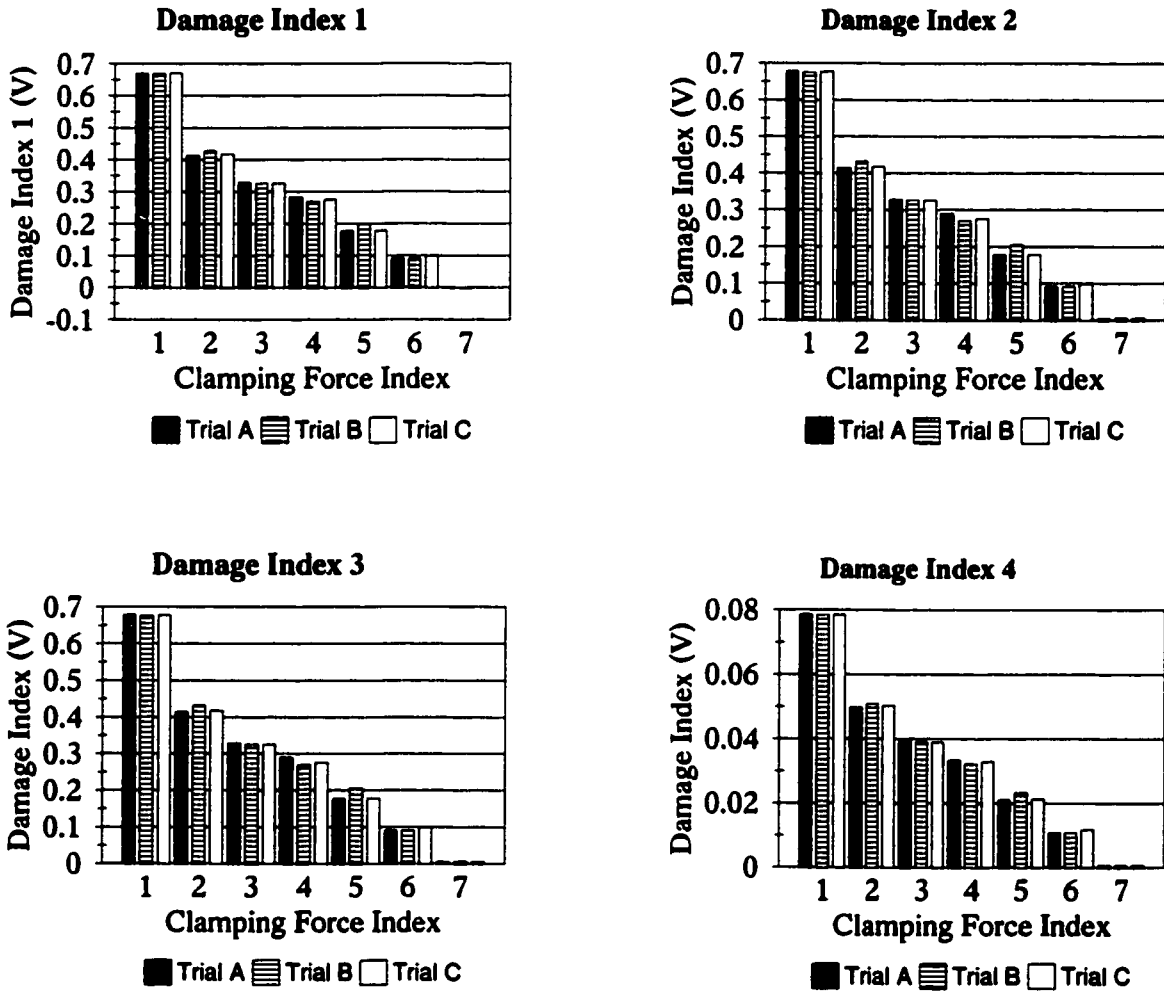 Damage Index 1
Damage Index 1 (V)
0.7
0.6
0.5
0.4
0.3
0.2
0.1
0
-0.1
1 2 3 4 5 6 7
Clamping Force Index
Trial A Trial B Trial C
Damage Index 2
Damage Index (V)
0.7
0.6
0.5
0.4
0.3
0.2
0.1
0
1 2 3 4 5 6 7
Clamping Force Index
Trial A Trial B Trial C
Damage Index 3
Damage Index (V)
0.7
0.6
0.5
0.4
0.3
0.2
0.1
0
1 2 3 4 5 6 7
Clamping Force Index
Trial A Trial B Trial C
Damage Index 4
Damage Index (V)
0.08
0.06
0.04
0.02
0
1 2 3 4 5 6 7
Clamping Force Index
Trial A Trial B Trial C